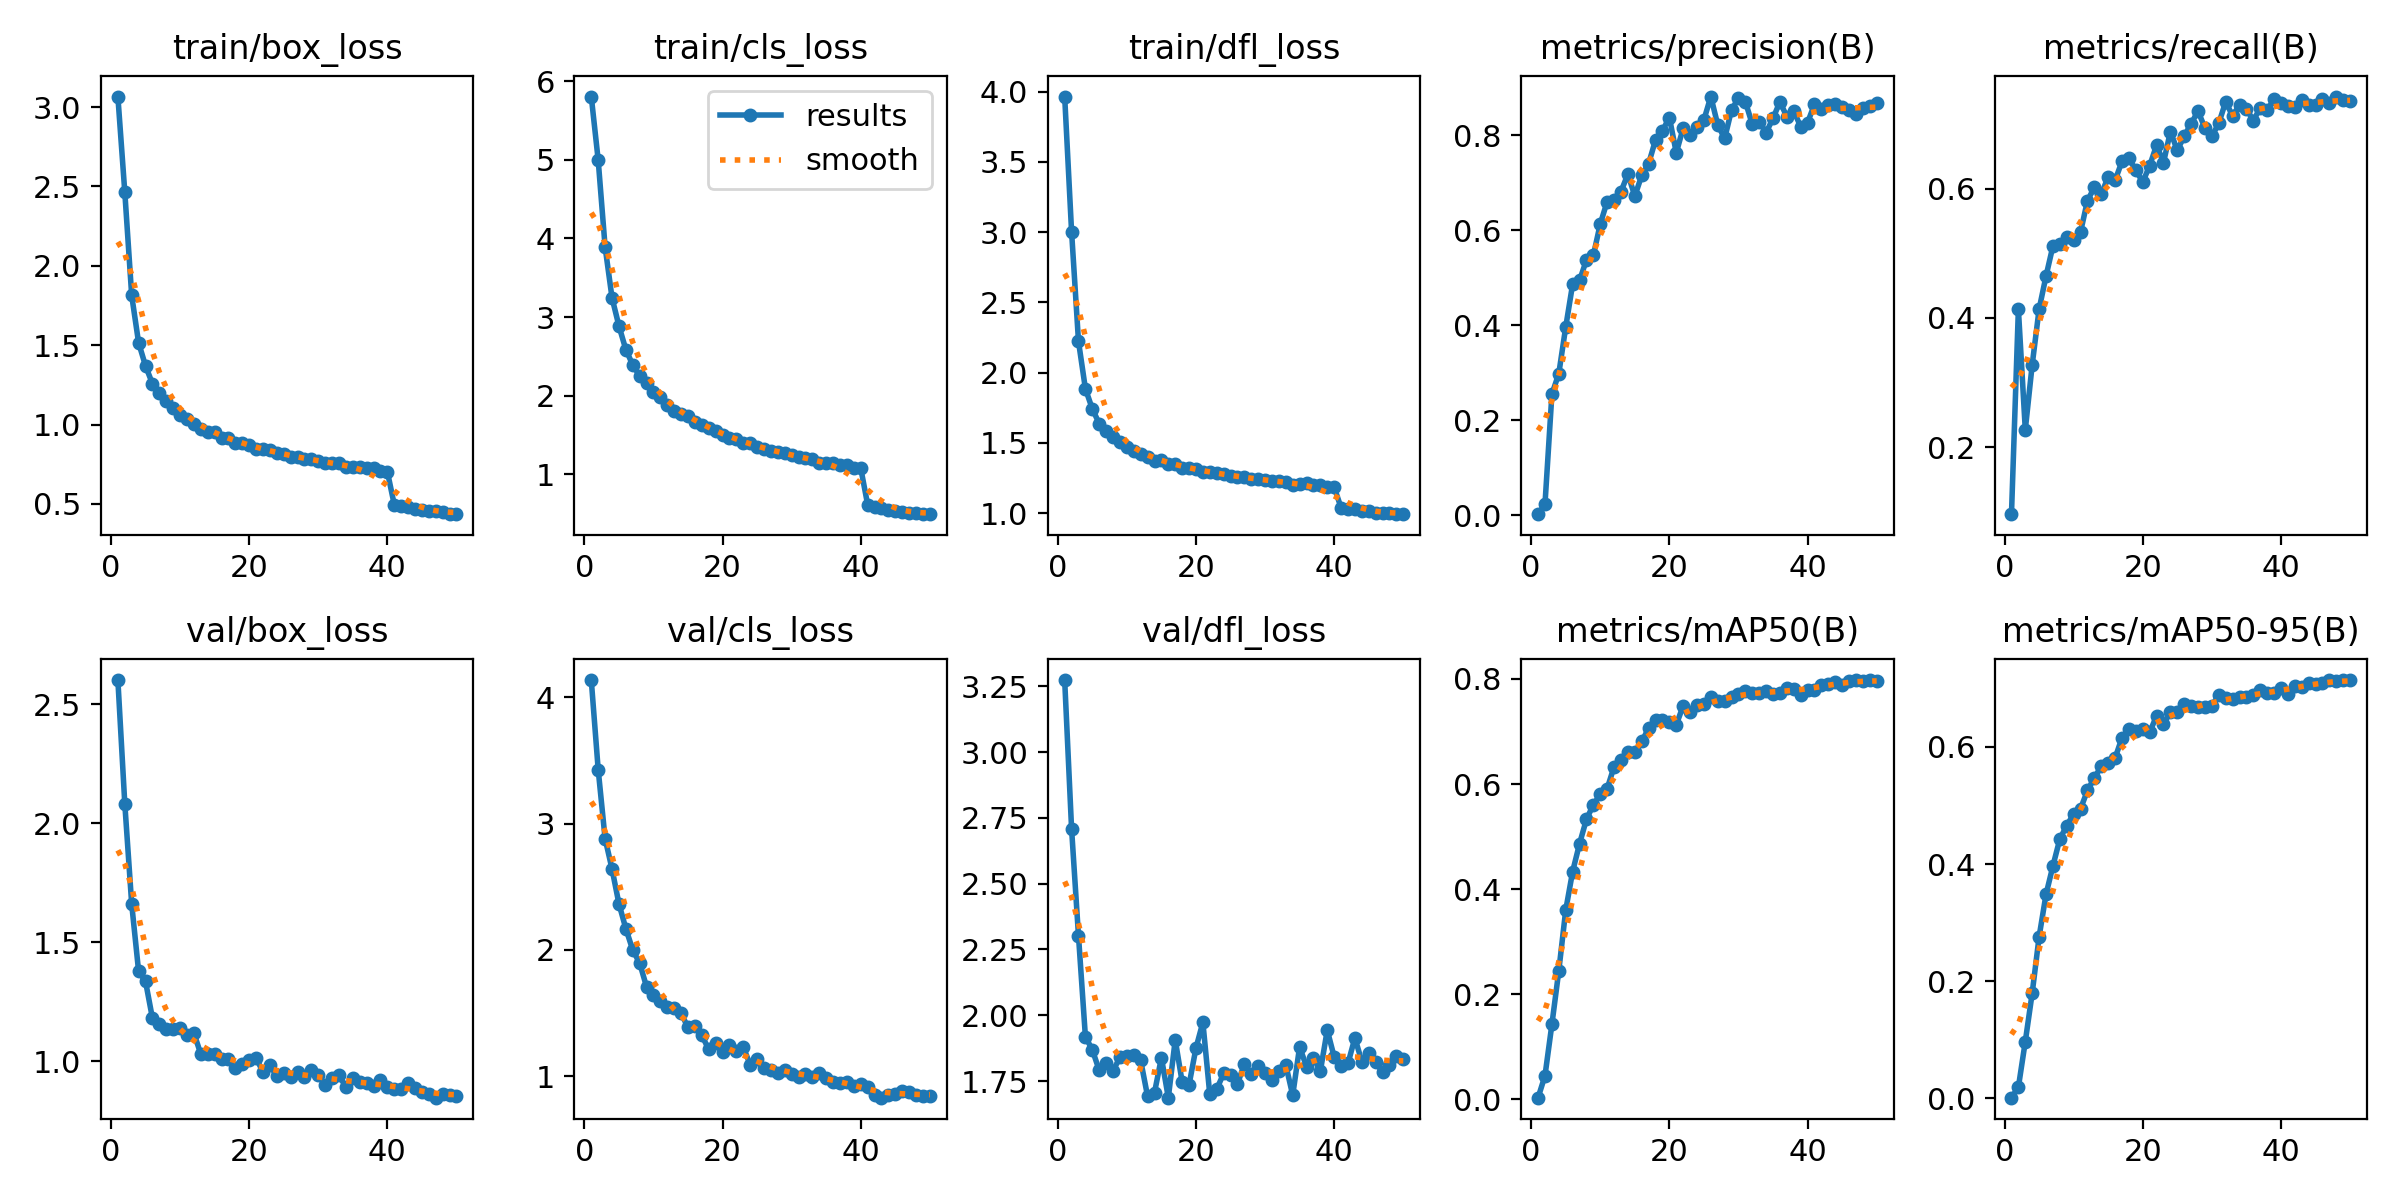 train/box_loss
3.0
2.5
2.0
1.5
1.0
0.5
0 20 40
train/cls_loss
results
smooth
6
5
4
3
2
1
0 20 40
train/dfl_loss
4.0
3.5
3.0
2.5
2.0
1.5
1.0
0 20 40
metrics/precision(B)
0.8
0.6
0.4
0.2
0.0
0 20 40
metrics/recall(B)
0.6
0.4
0.2
0 20 40
val/box_loss
2.5
2.0
1.5
1.0
0 20 40
val/cls_loss
4
3
2
1
0 20 40
val/dfl_loss
3.25
3.00
2.75
2.50
2.25
2.00
1.75
0 20 40
metrics/mAP50(B)
0.8
0.6
0.4
0.2
0.0
0 20 40
metrics/mAP50-95(B)
0.6
0.4
0.2
0.0
0 20 40